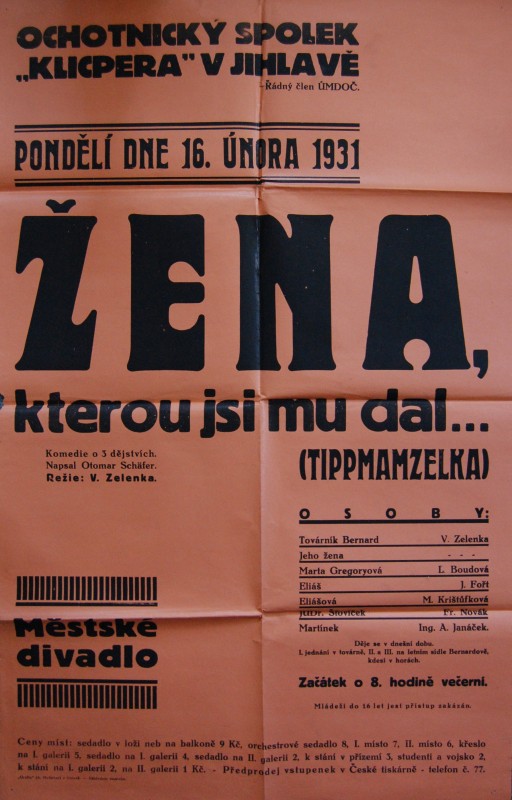 OCHOTNICKÝ SPOLEK
„KLICPERA" V JIHLAVĚ
Řádný člen ÚMDOČ.
PONDĚLÍ DNE 16. ÚNORA 1931
ŽENA,
kterou jsi mu dal...
(TIPPMAMZELKA)
Komedie o 3 dějstvích.
Napsal Otomar Schäfer.
Režie: V. Zelenka.
OSOBY:
Továrník Bernard V. Zelenka
Jeho žena - - -
Marta Gregoryová L. Boudová
Eliáš J. Fořt
Eliášová M. Krištůfková
JUDr. Štovíček Fr. Novák
Martinek Ing. A. Janáček.
Děje se v dnešní dobu.
I. jednání v továrně, II. a III. na letním sídle Bernardově,
kdesi v horách.
Městské
divadlo
Začátek o 8. hodině večerní.
Mládeži do 16 let jest přístup zakázán.
Ceny míst: sedadlo v loži neb na balkoně 9 Kč, orchestrové sedadlo 8, I. místo 7, II. místo 6, křeslo
na I. galerii 5, sedadlo na I. galerii 4, sedadlo na II. galerii 2, k stání v přízemí 3, studenti a vojsko 2,
k stání na I. galerii 2, na II. galerii 1 Kč. - Předprodej vstupenek v České tiskárně - telefon č. 77.